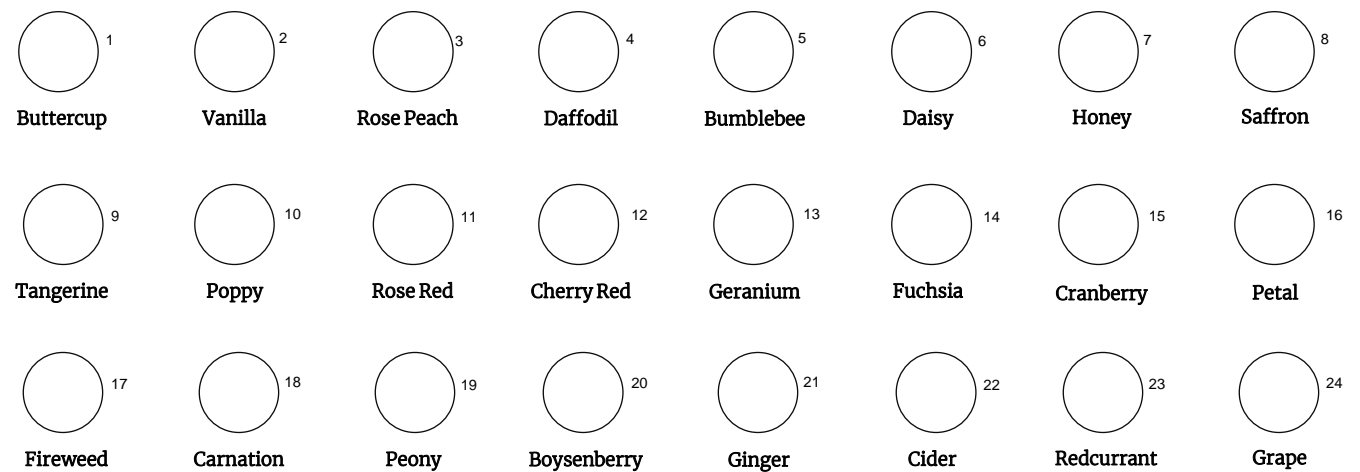 1 2 3 4 5 6 7 8
Buttercup Vanilla Rose Peach Daffodil Bumblebee Daisy Honey Saffron
9 10 11 12 13 14 15 16
Tangerine Poppy Rose Red Cherry Red Geranium Fuchsia Cranberry Petal
17 18 19 20 21 22 23 24
Fireweed Carnation Peony Boysenberry Ginger Cider Redcurrant Grape